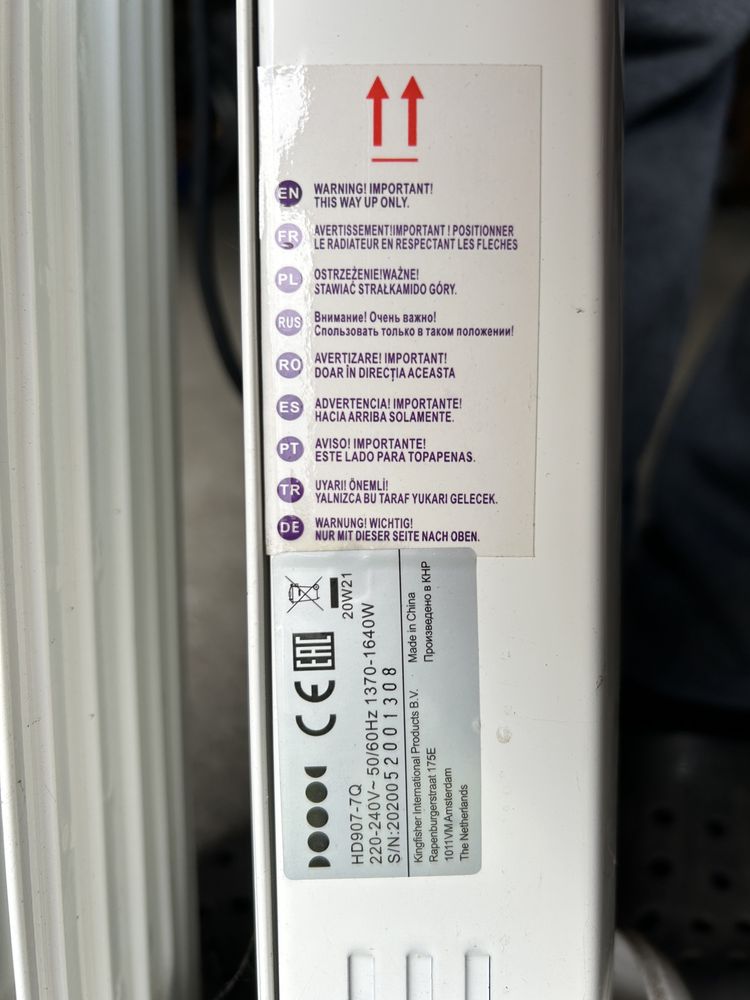 EN
WARNING! IMPORTANT!
THIS WAY UP ONLY.
FR
AVERTISSEMENT!IMPORTANT ! POSITIONNER
LE RADIATEUR EN RESPECTANT LES FLECHES
PL
OSTRZEŻENIE!WAŻNE!
STAWIAĆ STRAŁKAMIDO GÓRY.
RUS
Внимание! Очень важно!
Спользовать только в таком положении!
RO
AVERTIZARE! IMPORTANT!
DOAR ÎN DIRECŢIA ACEASTA
ES
ADVERTENCIA! IMPORTANTE!
HACIA ARRIBA SOLAMENTE.
PT
AVISO! IMPORTANTE!
ESTE LADO PARA TOPAPENAS.
TR
UYARI! ÖNEMLİ!
YALNIZCA BU TARAF YUKARI GELECEK.
DE
WARNUNG! WICHTIG!
NUR MIT DIESER SEITE NACH OBEN.
CE EAC
20W21
HD907-7Q
220-240V~ 50/60Hz 1370-1640W
S/N:2020052001308
Kingfisher International Products B.V.
Rapenburgerstraat 175E
1011VM Amsterdam
The Netherlands
Made in China
Произведено в КНР